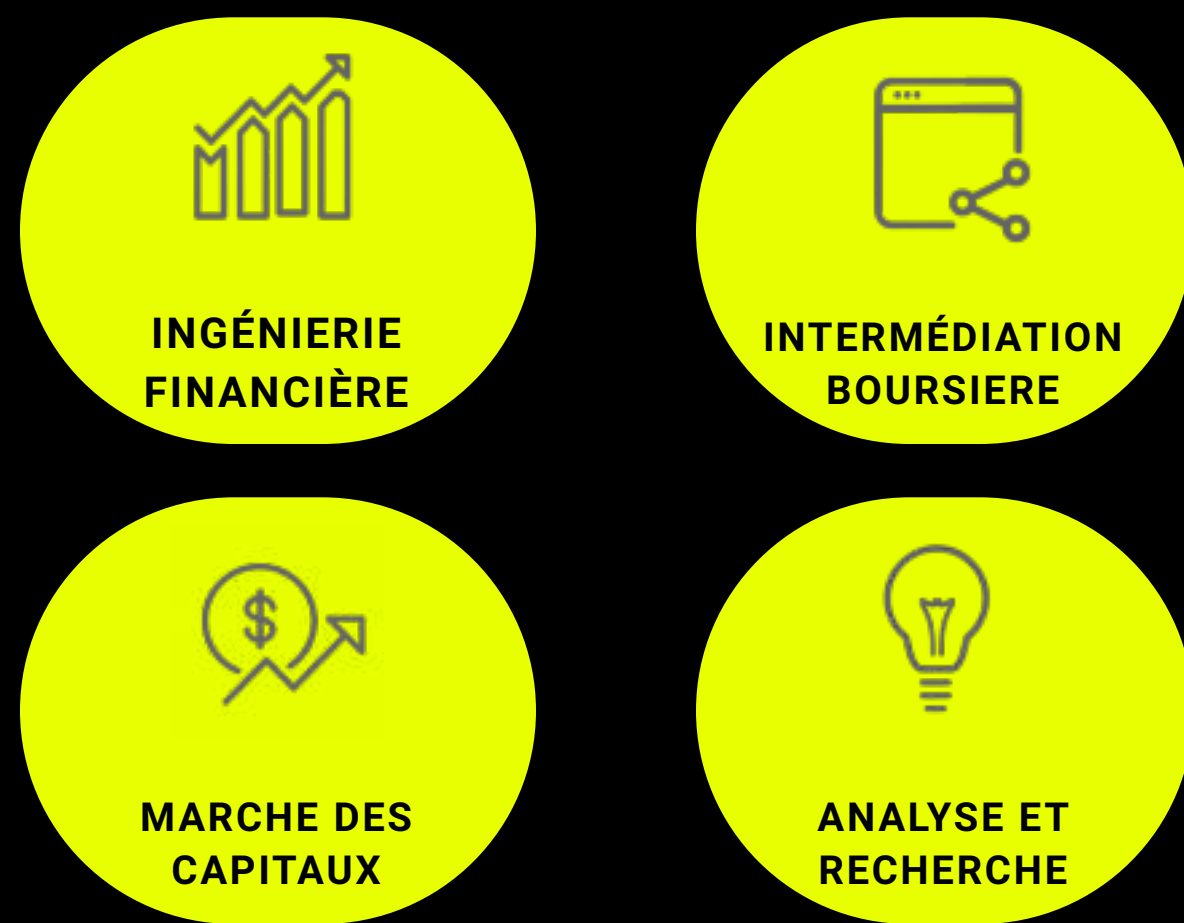 INGÉNIERIE
FINANCIÈRE
INTERMÉDIATION
BOURSIERE
$
MARCHE DES
CAPITAUX
ANALYSE ET
RECHERCHE